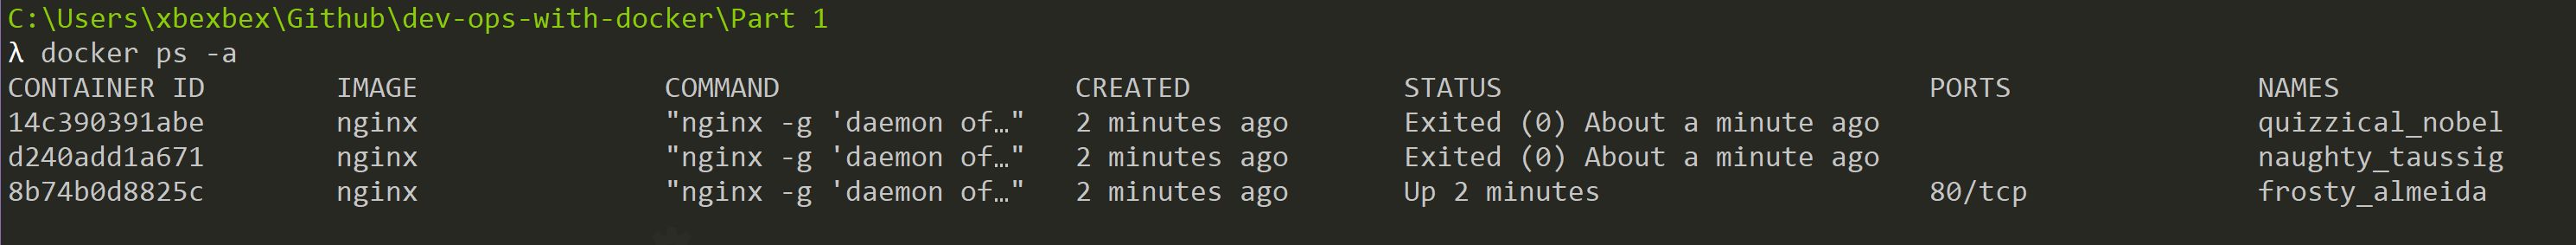 C:\Users\xbexbex\Github\dev-ops-with-docker\Part 1
λ docker ps -a
CONTAINER ID IMAGE COMMAND CREATED STATUS PORTS NAMES
14c390391abe nginx "nginx -g 'daemon of…" 2 minutes ago Exited (0) About a minute ago quizzical_nobel
d240add1a671 nginx "nginx -g 'daemon of…" 2 minutes ago Exited (0) About a minute ago naughty_taussig
8b74b0d8825c nginx "nginx -g 'daemon of…" 2 minutes ago Up 2 minutes 80/tcp frosty_almeida